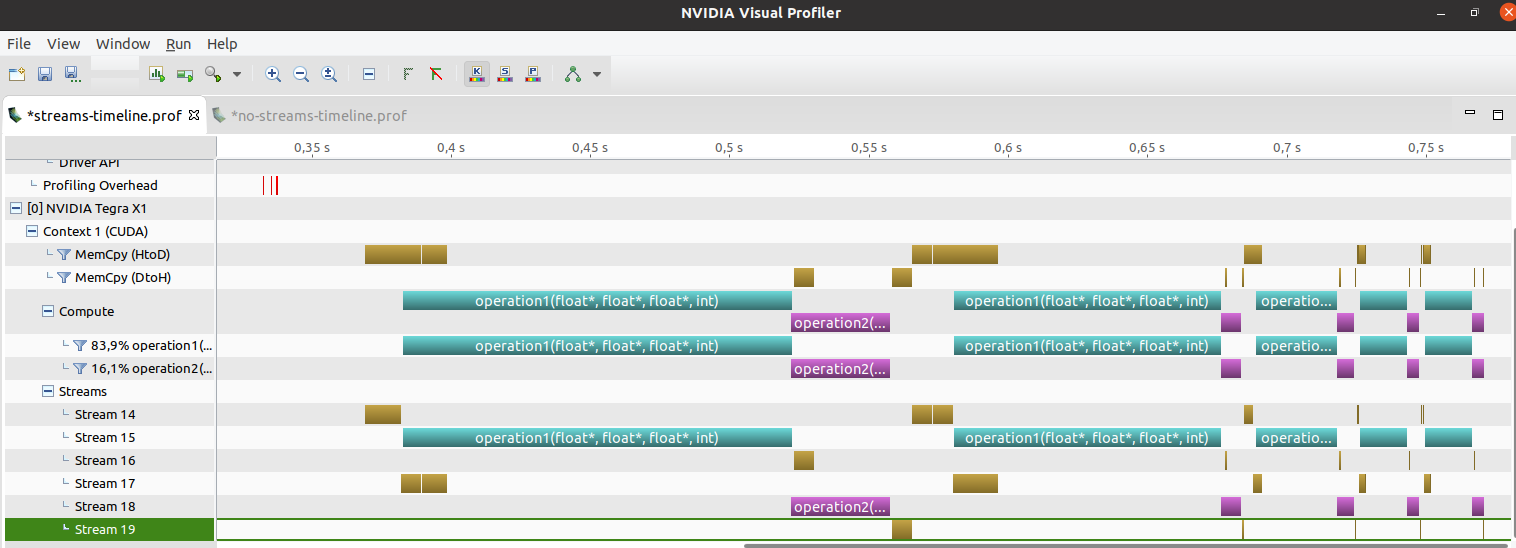 NVIDIA Visual Profiler
File View Window Run Help
*streams-timeline.prof *no-streams-timeline.prof
0,35 s 0,4 s 0,45 s 0,5 s 0,55 s 0,6 s 0,65 s 0,7 s 0,75 s
Driver API
Profiling Overhead
[0] NVIDIA Tegra X1
Context 1 (CUDA)
MemCpy (HtoD)
MemCpy (DtoH)
operation1(float*, float*, float*, int) operation1(float*, float*, float*, int) operatio...
Compute
operation2(...
83,9% operation1(... operation1(float*, float*, float*, int) operation1(float*, float*, float*, int) operatio...
16,1% operation2(... operation2(...
Streams
Stream 14
Stream 15 operation1(float*, float*, float*, int) operation1(float*, float*, float*, int) operatio...
Stream 16
Stream 17
Stream 18 operation2(...
Stream 19